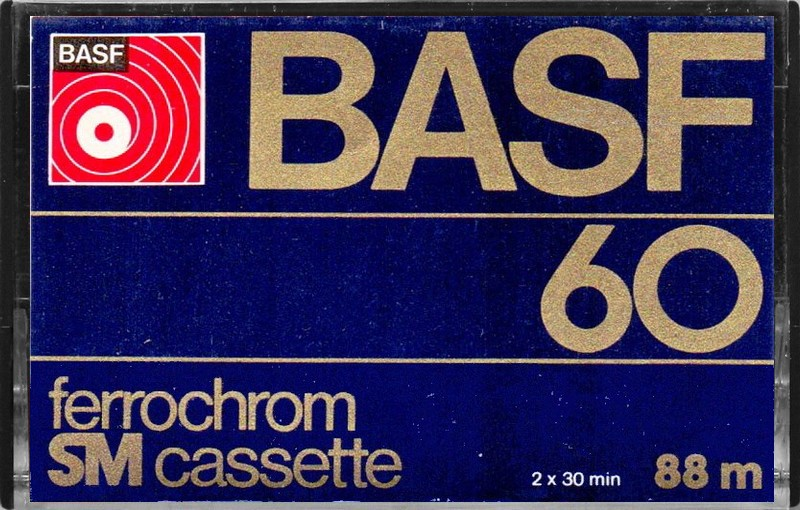 BASF
BASF
60
ferrochrom
SM cassette
2 x 30 min
88 m